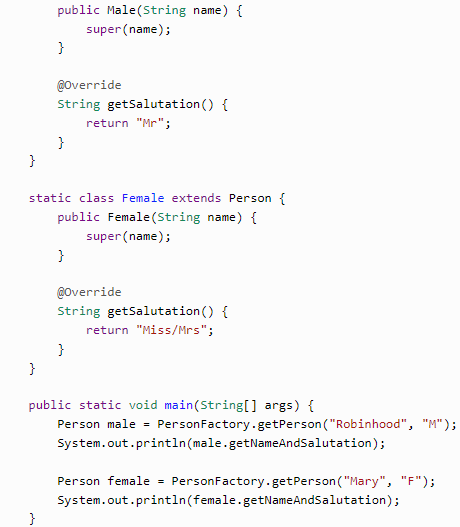 public Male(String name) {
super(name);
}
@Override
String getSalutation() {
return "Mr";
}
}
static class Female extends Person {
public Female(String name) {
super(name);
}
@Override
String getSalutation() {
return "Miss/Mrs";
}
}
public static void main(String[] args) {
Person male = PersonFactory.getPerson("Robinhood", "M");
System.out.println(male.getNameAndSalutation);
Person female = PersonFactory.getPerson("Mary", "F");
System.out.println(female.getNameAndSalutation);
}